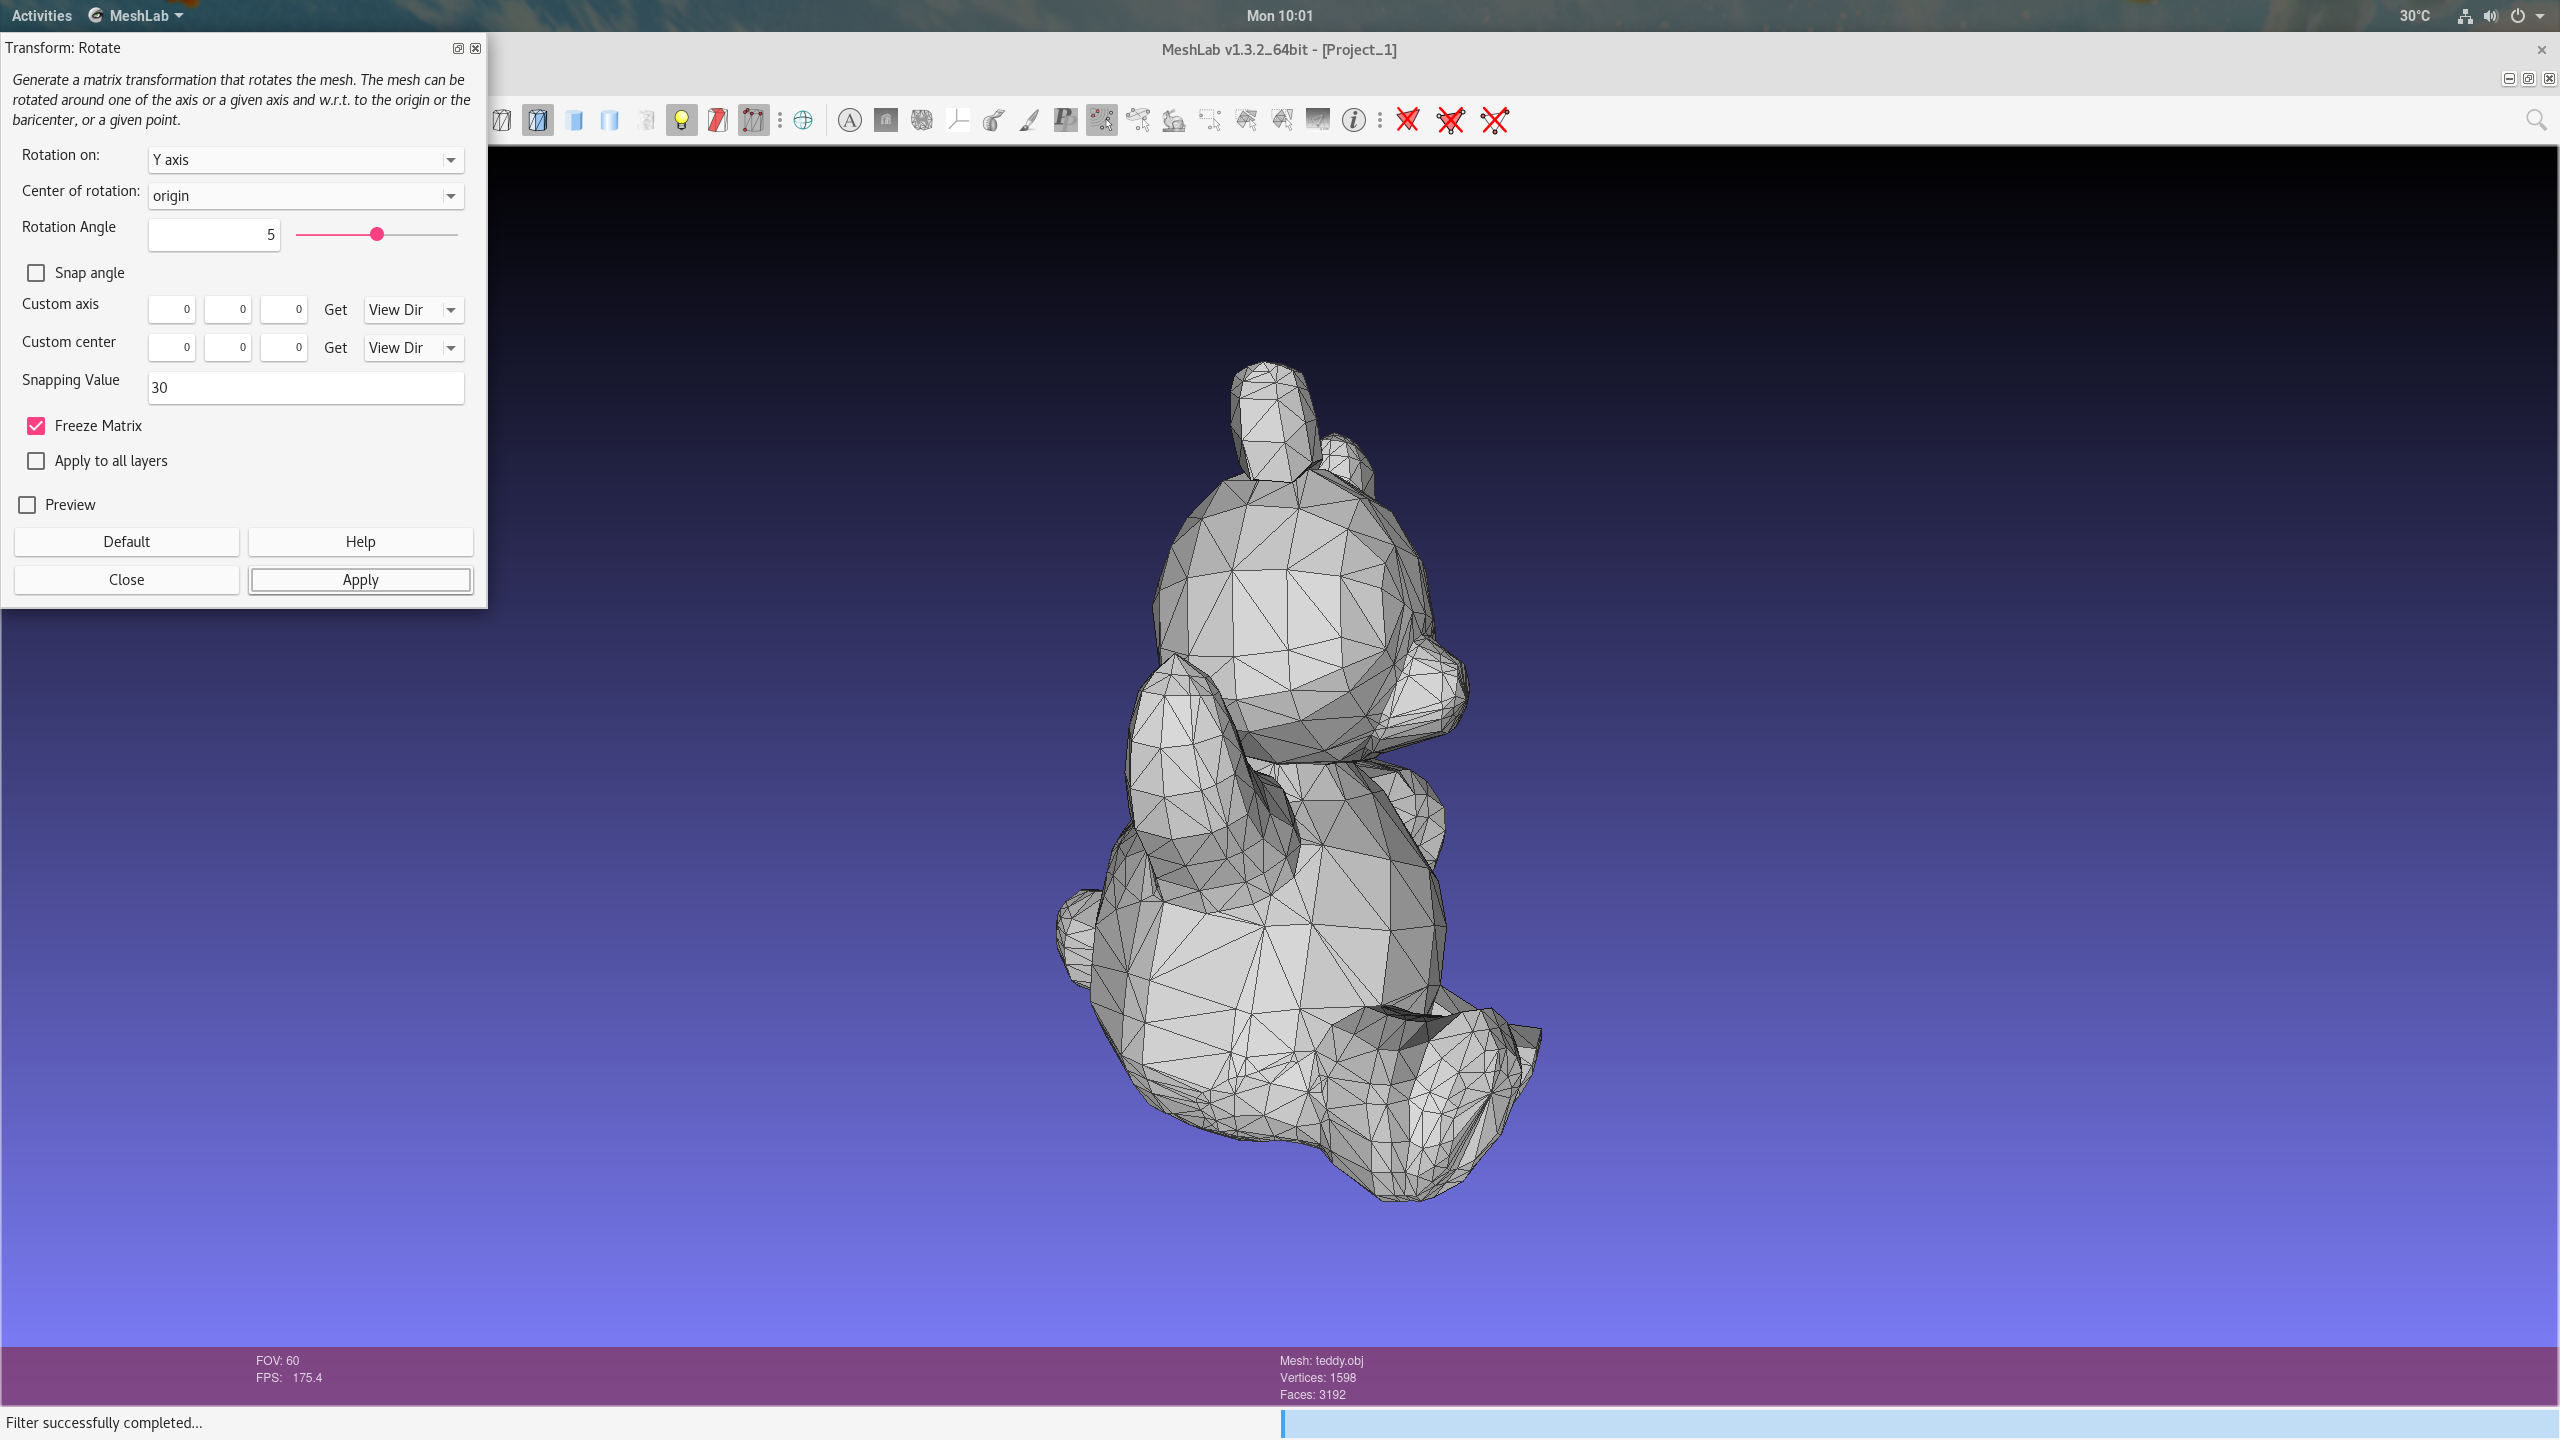 Activities
MeshLab
Mon 10:01
30°C
Transform: Rotate
MeshLab v1.3.2_64bit - [Project_1]
Generate a matrix transformation that rotates the mesh. The mesh can be
rotated around one of the axis or a given axis and w.r.t. to the origin or the
baricenter, or a given point.
Rotation on:
Y axis
Center of rotation:
origin
Rotation Angle
5
Snap angle
Custom axis
0 0 0 Get View Dir
Custom center
0 0 0 Get View Dir
Snapping Value
30
Freeze Matrix
Apply to all layers
Preview
Default
Help
Close
Apply
FOV: 60
FPS: 175.4
Mesh: teddy.obj
Vertices: 1598
Faces: 3192
Filter successfully completed...